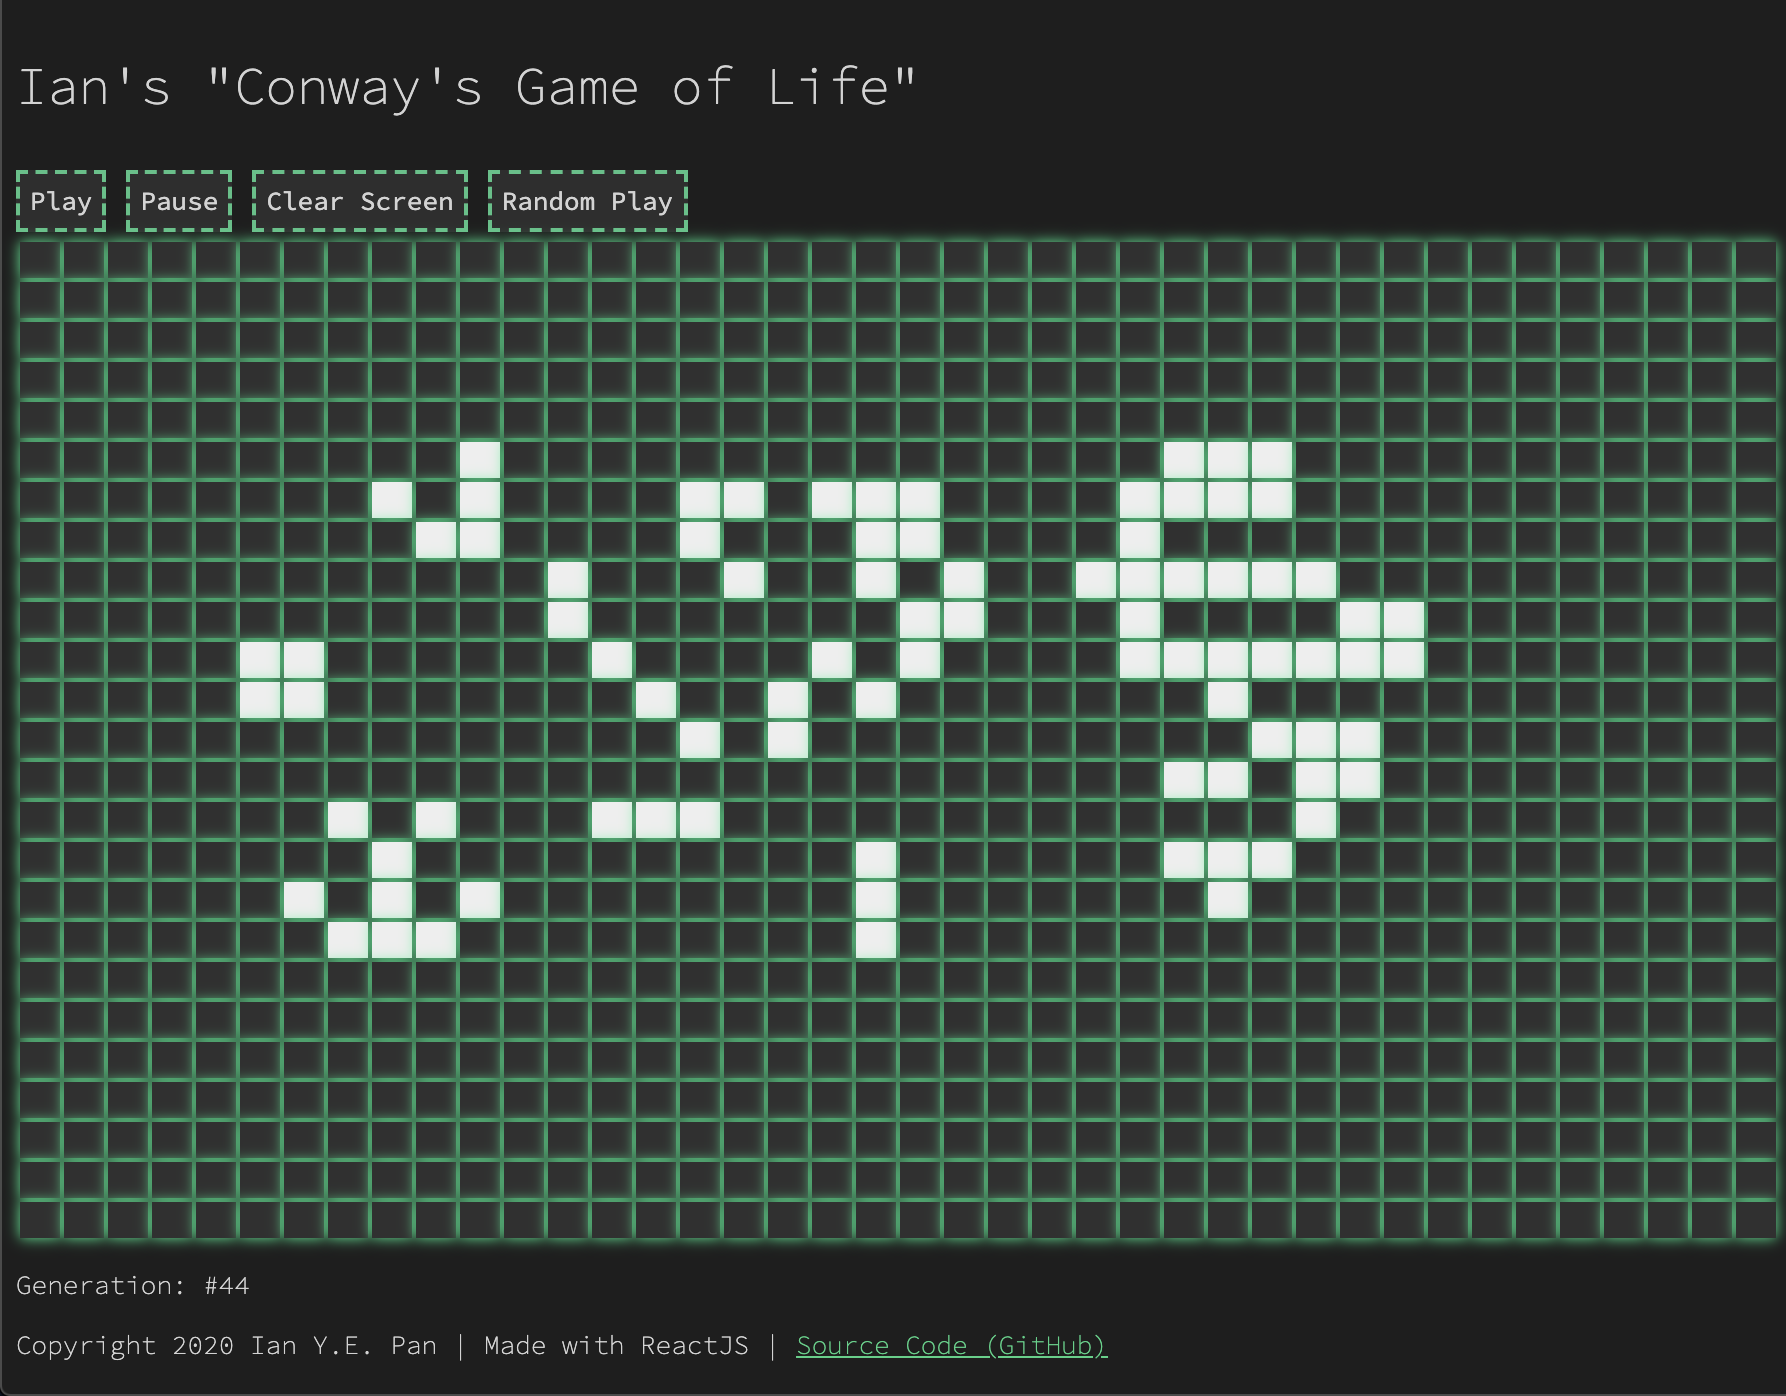 Ian's "Conway's Game of Life"
Play Pause Clear Screen Random Play
Generation: #44
Copyright 2020 Ian Y.E. Pan | Made with ReactJS | Source Code (GitHub)